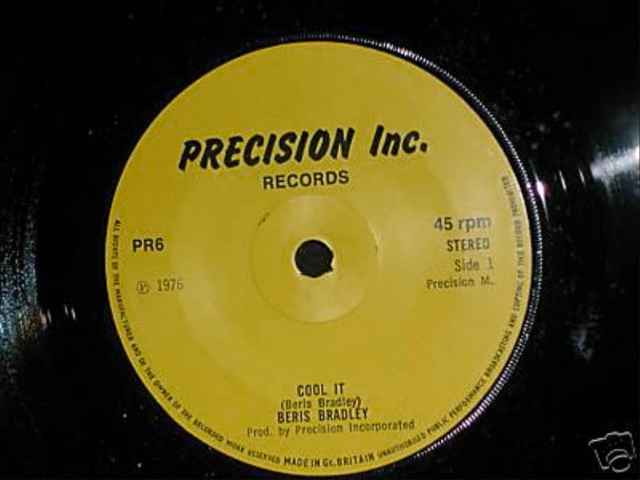 PRECISION Inc.
RECORDS
45 rpm
PR6
STEREO
Side 1
℗ 1976
Precision M.
COOL IT
(Beris Bradley)
BERIS BRADLEY
Prod. by Precision Incorporated
ALL RIGHTS OF THE MANUFACTURER AND OF THE OWNER OF THE RECORDED WORK RESERVED MADE IN Gt. BRITAIN UNAUTHORISED PUBLIC PERFORMANCE BROADCASTING AND COPYING OF THIS RECORD PROHIBITED